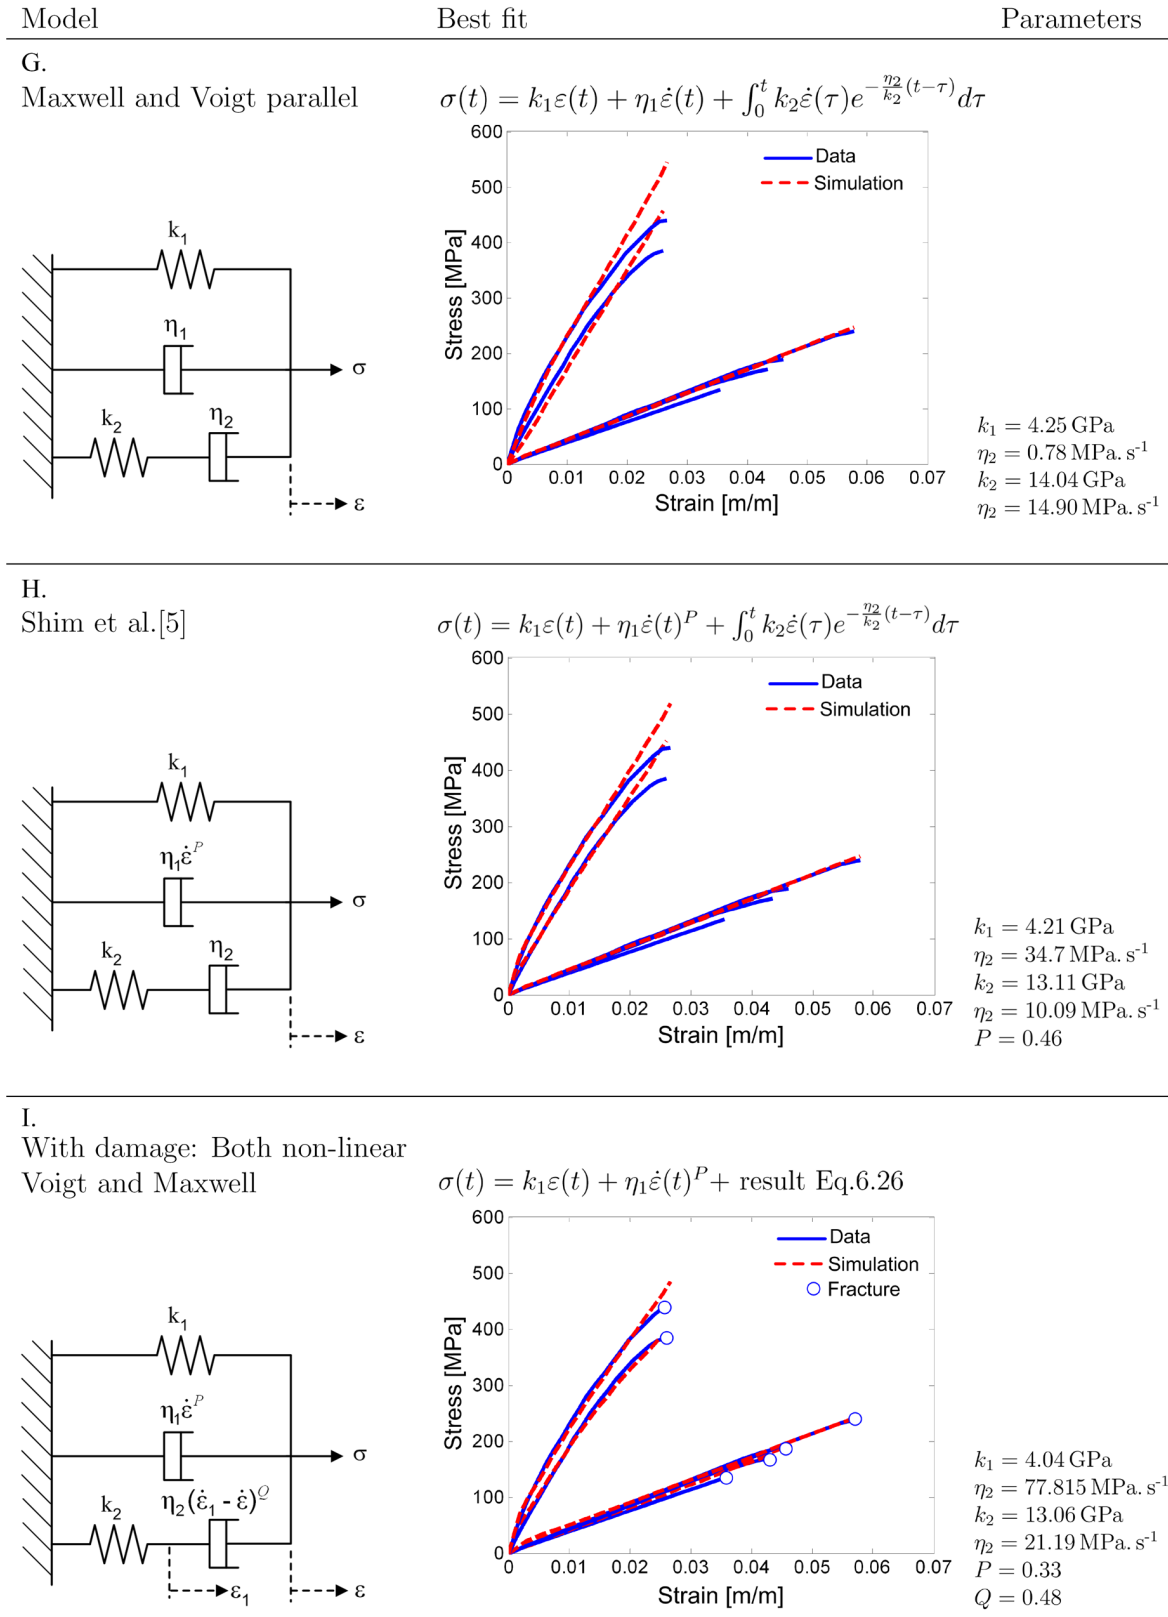 Model Best fit Parameters
G.
Maxwell and Voigt parallel
σ(t) = k₁ε(t) + η₁ε̇(t) + ∫₀ᵗ k₂ε̇(τ)e^{-\frac{η₂}{k₂}(t−τ)}dτ
k₁
η₁
σ
k₂
η₂
ε
600
500
400
300
200
100
0
Stress [MPa]
Data
Simulation
0 0.01 0.02 0.03 0.04 0.05 0.06 0.07
Strain [m/m]
k₁ = 4.25 GPa
η₂ = 0.78 MPa.s⁻¹
k₂ = 14.04 GPa
η₂ = 14.90 MPa.s⁻¹
H.
Shim et al.[5]
σ(t) = k₁ε(t) + η₁ε̇(t)ᴾ + ∫₀ᵗ k₂ε̇(τ)e^{-\frac{η₂}{k₂}(t−τ)}dτ
k₁
η₁ε̇ᴾ
σ
k₂
η₂
ε
600
500
400
300
200
100
0
Stress [MPa]
Data
Simulation
0 0.01 0.02 0.03 0.04 0.05 0.06 0.07
Strain [m/m]
k₁ = 4.21 GPa
η₂ = 34.7 MPa.s⁻¹
k₂ = 13.11 GPa
η₂ = 10.09 MPa.s⁻¹
P = 0.46
I.
With damage: Both non-linear
Voigt and Maxwell
σ(t) = k₁ε(t) + η₁ε̇(t)ᴾ+ result Eq.6.26
k₁
η₁ε̇ᴾ
σ
k₂
η₂(ε̇₁ - ε̇)^Q
ε₁
ε
600
500
400
300
200
100
0
Stress [MPa]
Data
Simulation
Fracture
0 0.01 0.02 0.03 0.04 0.05 0.06 0.07
Strain [m/m]
k₁ = 4.04 GPa
η₂ = 77.815 MPa.s⁻¹
k₂ = 13.06 GPa
η₂ = 21.19 MPa.s⁻¹
P = 0.33
Q = 0.48